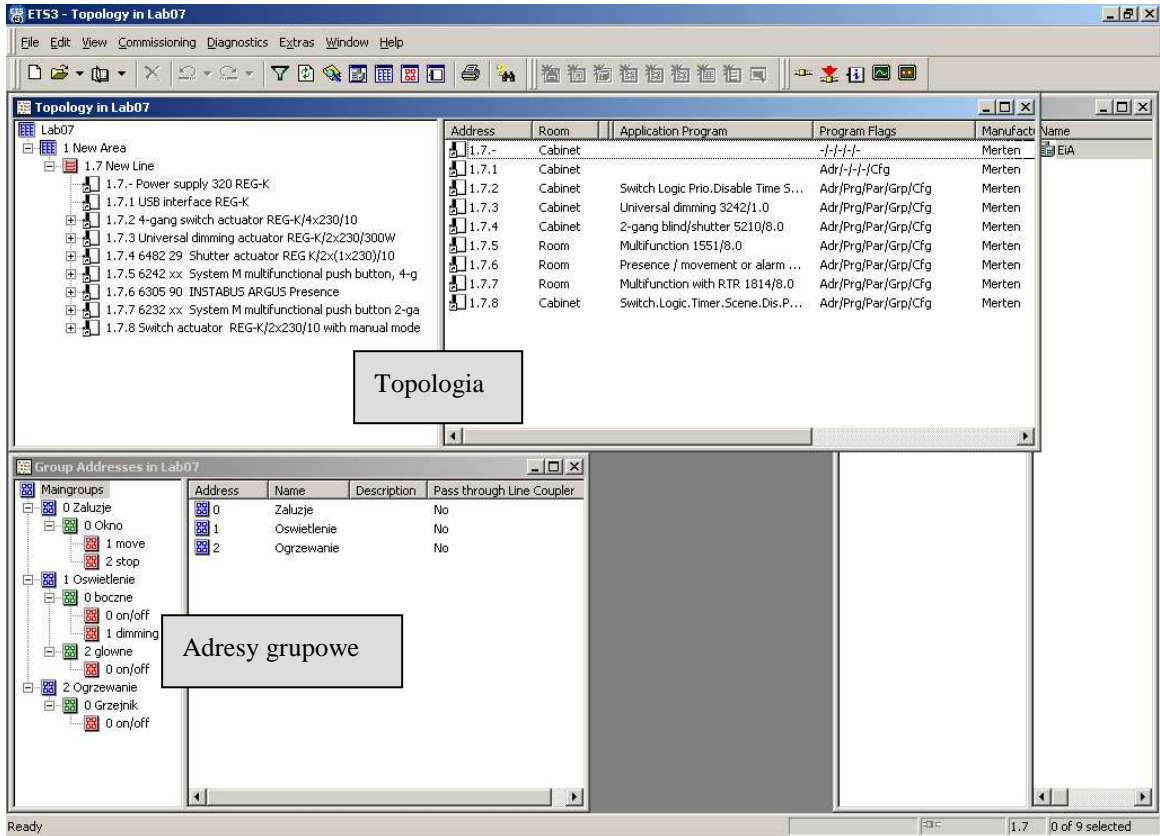 ETS3 - Topology in Lab07
File Edit View Commissioning Diagnostics Extras Window Help
Topology in Lab07
Lab07
1 New Area
1.7 New Line
1.7.- Power supply 320 REG-K
1.7.1 USB interface REG-K
1.7.2 4-gang switch actuator REG-K/4x230/10
1.7.3 Universal dimming actuator REG-K/2x230/300W
1.7.4 6482 29 Shutter actuator REG K/2x(1x230)/10
1.7.5 6242 xx System M multifunctional push button, 4-g
1.7.6 6305 90 INSTABUS ARGUS Presence
1.7.7 6232 xx System M multifunctional push button 2-ga
1.7.8 Switch actuator REG-K/2x230/10 with manual mode
Address Room Application Program Program Flags Manufact
1.7.- Cabinet -/-/-/-/- Merten
1.7.1 Cabinet Adr/-/-/-/Cfg Merten
1.7.2 Cabinet Switch Logic Prio.Disable Time S... Adr/Prg/Par/Grp/Cfg Merten
1.7.3 Cabinet Universal dimming 3242/1.0 Adr/Prg/Par/Grp/Cfg Merten
1.7.4 Cabinet 2-gang blind/shutter 5210/8.0 Adr/Prg/Par/Grp/Cfg Merten
1.7.5 Room Multifunction 1551/8.0 Adr/Prg/Par/Grp/Cfg Merten
1.7.6 Room Presence / movement or alarm ... Adr/Prg/Par/Grp/Cfg Merten
1.7.7 Room Multifunction with RTR 1814/8.0 Adr/Prg/Par/Grp/Cfg Merten
1.7.8 Cabinet Switch.Logic.Timer.Scene.Dis.P... Adr/Prg/Par/Grp/Cfg Merten
Name
EiA
Topologia
Group Addresses in Lab07
Maingroups
0 Zaluzje
0 Okno
1 move
2 stop
1 Oswietlenie
0 boczne
0 on/off
1 dimming
2 glowne
0 on/off
2 Ogrzewanie
0 Grzejnik
0 on/off
Address Name Description Pass through Line Coupler
0 Zaluzje No
1 Oswietlenie No
2 Ogrzewanie No
Adresy grupowe
Ready
1.7 0 of 9 selected